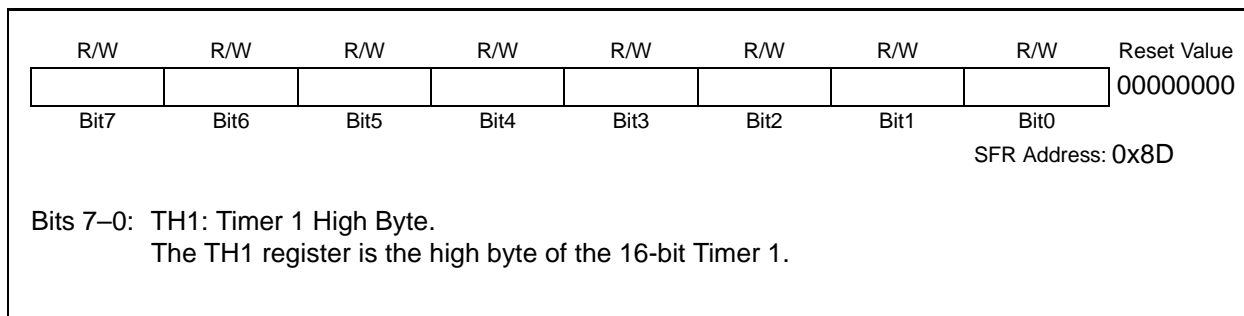 R/W R/W R/W R/W R/W R/W R/W R/W Reset Value
00000000
Bit7 Bit6 Bit5 Bit4 Bit3 Bit2 Bit1 Bit0
SFR Address: 0x8D
Bits 7–0: TH1: Timer 1 High Byte.
The TH1 register is the high byte of the 16-bit Timer 1.